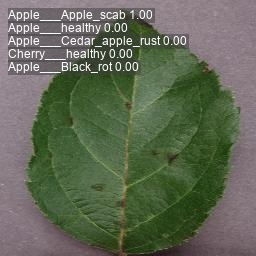 Apple___Apple_scab 1.00
Apple___healthy 0.00
Apple___Cedar_apple_rust 0.00
Cherry___healthy 0.00
Apple___Black_rot 0.00